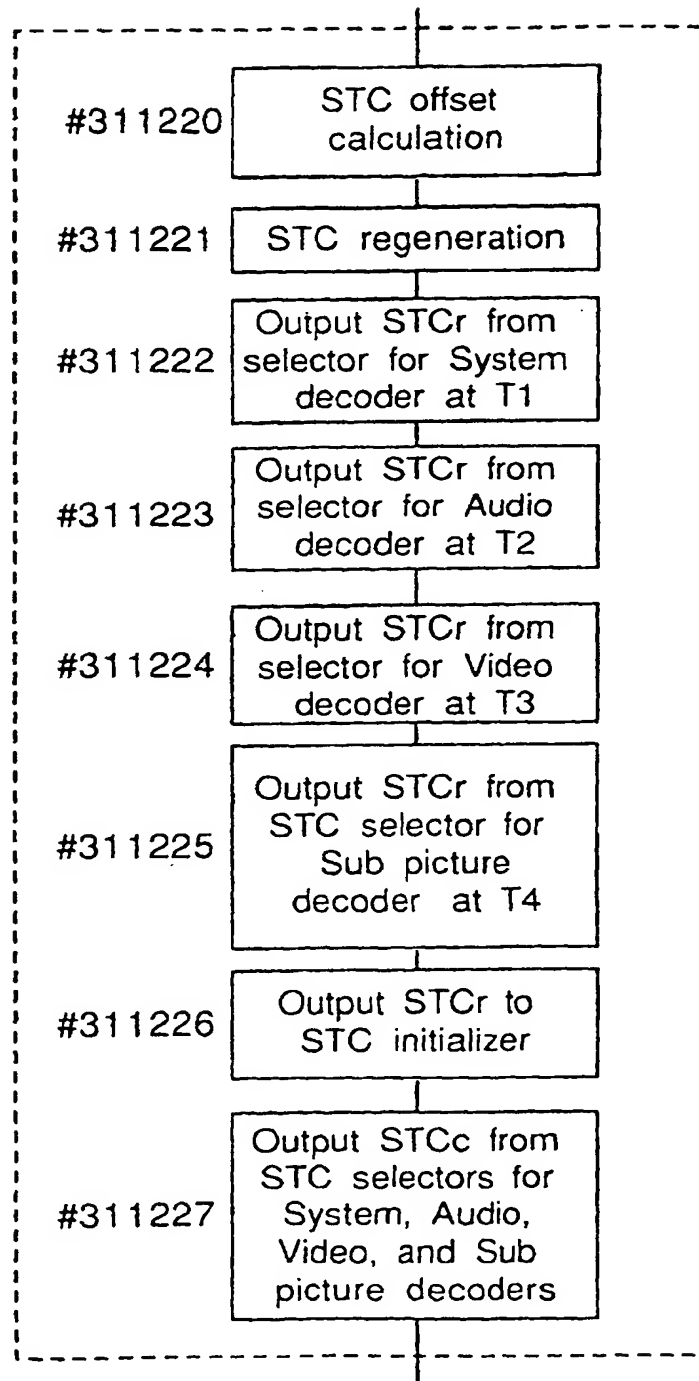 #311220
STC offset
calculation
#311221
STC regeneration
#311222
Output STCr from
selector for System
decoder at T1
#311223
Output STCr from
selector for Audio
decoder at T2
#311224
Output STCr from
selector for Video
decoder at T3
#311225
Output STCr from
STC selector for
Sub picture
decoder at T4
#311226
Output STCr to
STC initializer
#311227
Output STCc from
STC selectors for
System, Audio,
Video, and Sub
picture decoders